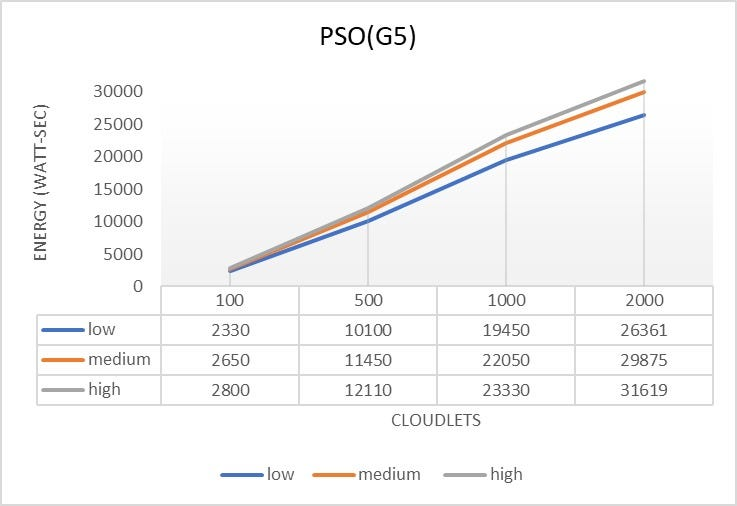 PSO(G5)
ENERGY (WATT-SEC)
30000
25000
20000
15000
10000
5000
0
100 500 1000 2000
low 2330 10100 19450 26361
medium 2650 11450 22050 29875
high 2800 12110 23330 31619
CLOUDLETS
low medium high